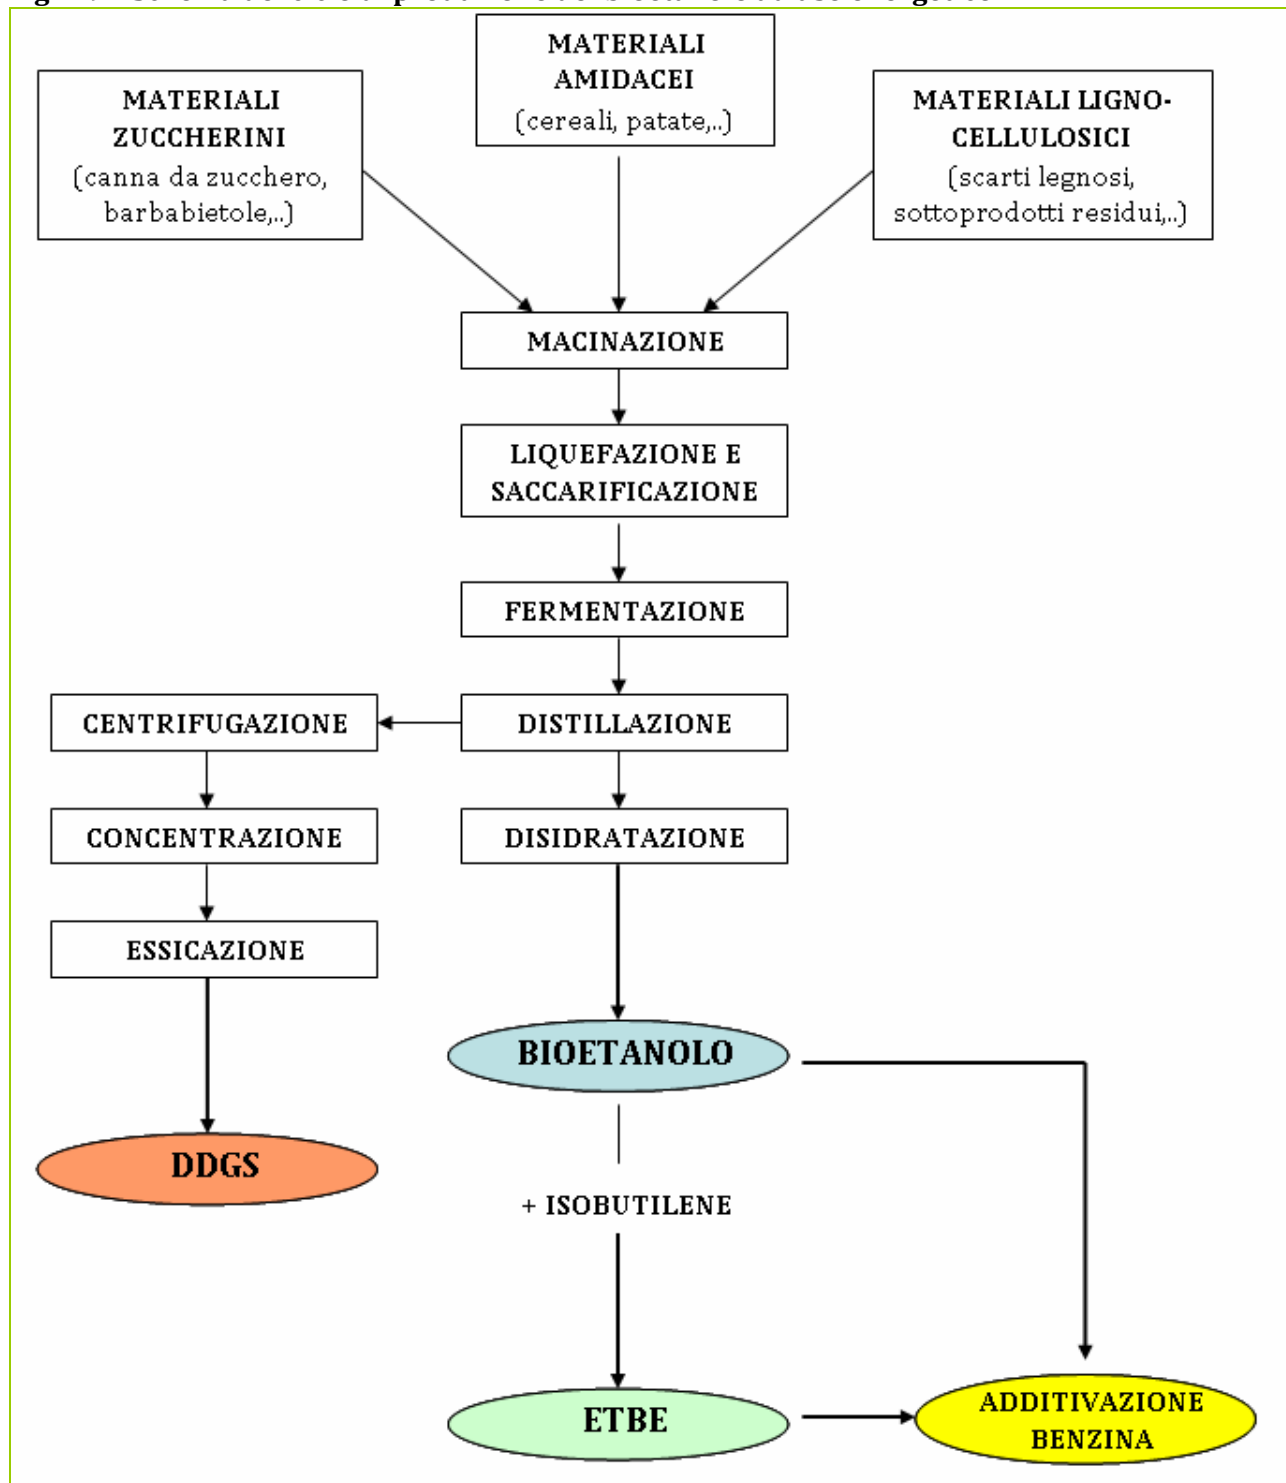 MATERIALI
AMIDACEI
(cereali, patate,..)
MATERIALI
ZUCCHERINI
(canna da zucchero,
barbabietole,..)
MATERIALI LIGNO-
CELLULOSICI
(scarti legnosi,
sottoprodotti residui,..)
MACINAZIONE
LIQUEFAZIONE E
SACCARIFICAZIONE
FERMENTAZIONE
CENTRIFUGAZIONE
DISTILLAZIONE
CONCENTRAZIONE
DISIDRATAZIONE
ESSICAZIONE
BIOETANOLO
DDGS
+ ISOBUTILENE
ETBE
ADDITIVAZIONE
BENZINA